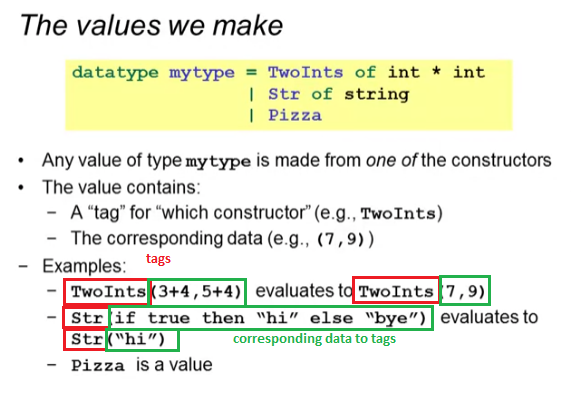 The values we make
datatype mytype = TwoInts of int * int
| Str of string
| Pizza
• Any value of type mytype is made from one of the constructors
• The value contains:
– A “tag” for “which constructor” (e.g., TwoInts)
– The corresponding data (e.g., (7,9))
– Examples:
tags
– TwoInts(3+4,5+4) evaluates to TwoInts(7,9)
– Str(if true then “hi” else “bye”) evaluates to
Str(“hi”)
corresponding data to tags
– Pizza is a value